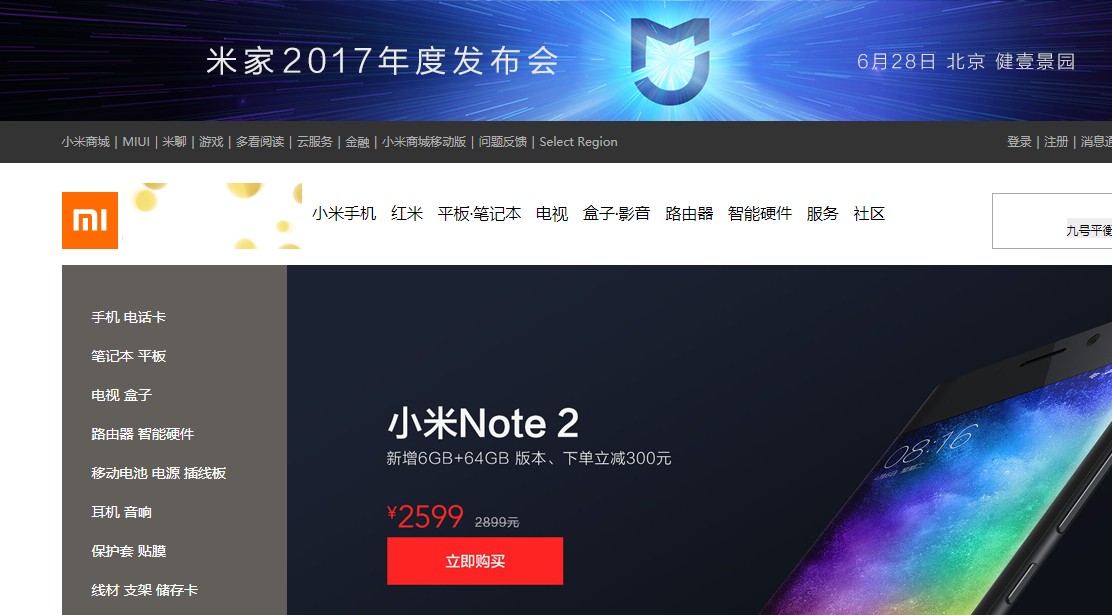 米家2017年度发布会
6月28日 北京 健壹景园
小米商城 | MIUI | 米聊 | 游戏 | 多看阅读 | 云服务 | 金融 | 小米商城移动版 | 问题反馈 | Select Region
登录 | 注册 | 消息通
小米手机 红米 平板·笔记本 电视 盒子·影音 路由器 智能硬件 服务 社区
九号平衡
手机 电话卡
笔记本 平板
电视 盒子
路由器 智能硬件
移动电池 电源 插线板
耳机 音响
保护套 贴膜
线材 支架 储存卡
小米Note 2
新增6GB+64GB 版本、下单立减300元
¥2599 2899元
立即购买
08:16